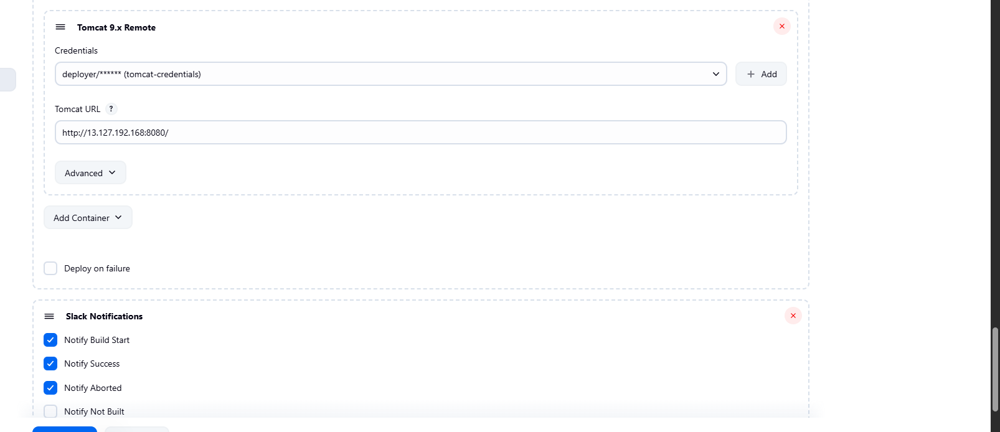 Tomcat 9.x Remote
Credentials
deployer/****** (tomcat-credentials)
Add
Tomcat URL ?
http://13.127.192.168:8080/
Advanced
Add Container
Deploy on failure
Slack Notifications
Notify Build Start
Notify Success
Notify Aborted
Notify Not Built